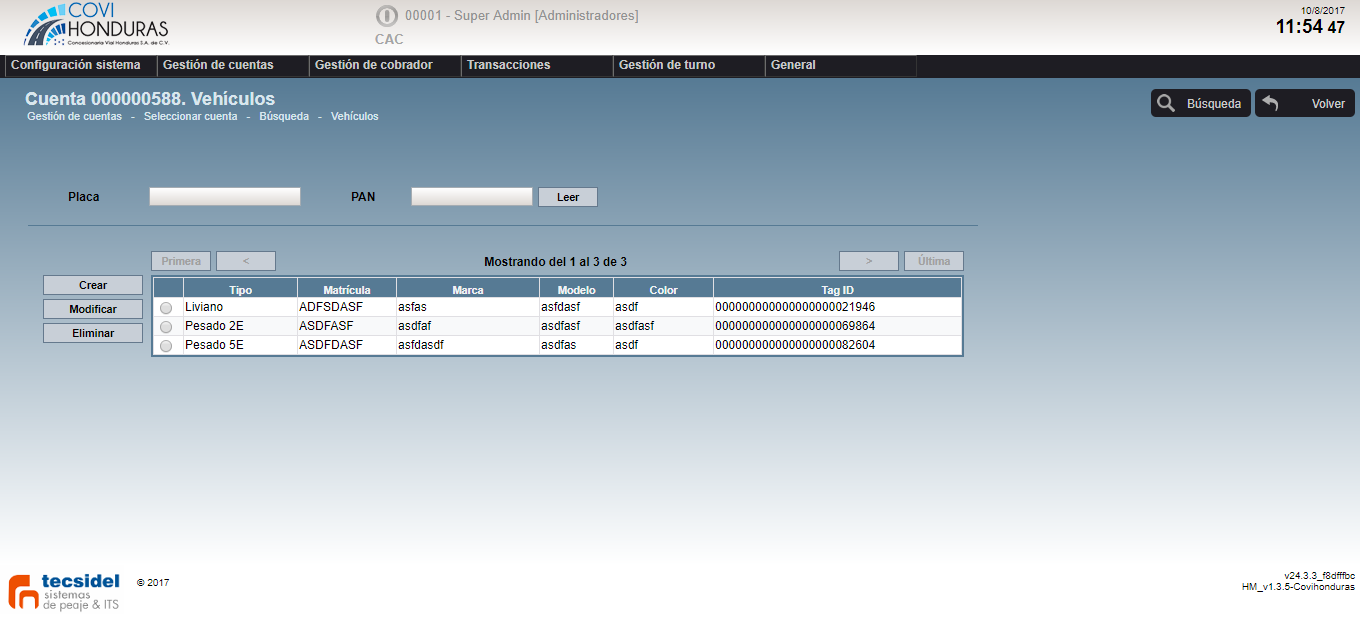 COVI
HONDURAS
Concesionaria Vial Honduras S.A. de C.V.
00001 - Super Admin [Administradores]
CAC
10/8/2017
11:54 47
Configuración sistema Gestión de cuentas Gestión de cobrador Transacciones Gestión de turno General
Cuenta 000000588. Vehículos
Gestión de cuentas - Seleccionar cuenta - Búsqueda - Vehículos
Búsqueda Volver
Placa PAN Leer
Primera < Mostrando del 1 al 3 de 3 > Última
Crear
Modificar
Eliminar
Tipo Matrícula Marca Modelo Color Tag ID
Liviano ADFSDASF asfas asfdasf asdf 000000000000000000021946
Pesado 2E ASDFASF asdfaf asdfasf asdfasf 000000000000000000069864
Pesado 5E ASDFDASF asfdasdf asdfas asdf 000000000000000000082604
tecsidel
sistemas
de peaje & ITS
© 2017
v24.3.3_f8dfffbc
HM_v1.3.5-Covihonduras